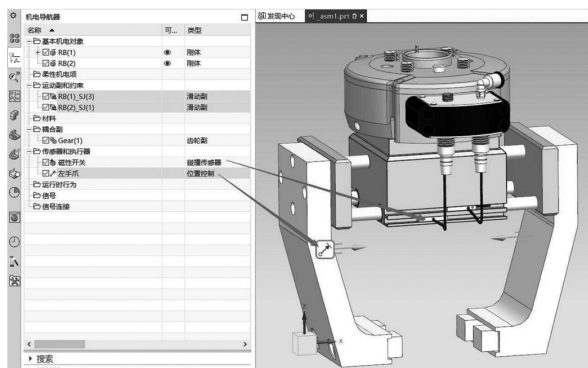 机电导航器
发现中心
_asm1.prt
名称
可...
类型
基本机电对象
RB(1) 刚体
RB(2) 刚体
柔性机电项
运动副和约束
RB(1)_SJ(3) 滑动副
RB(2)_SJ(1) 滑动副
材料
耦合副
Gear(1) 齿轮副
传感器和执行器
磁性开关 碰撞传感器
左手爪 位置控制
运行时行为
信号
信号连接
搜索
X